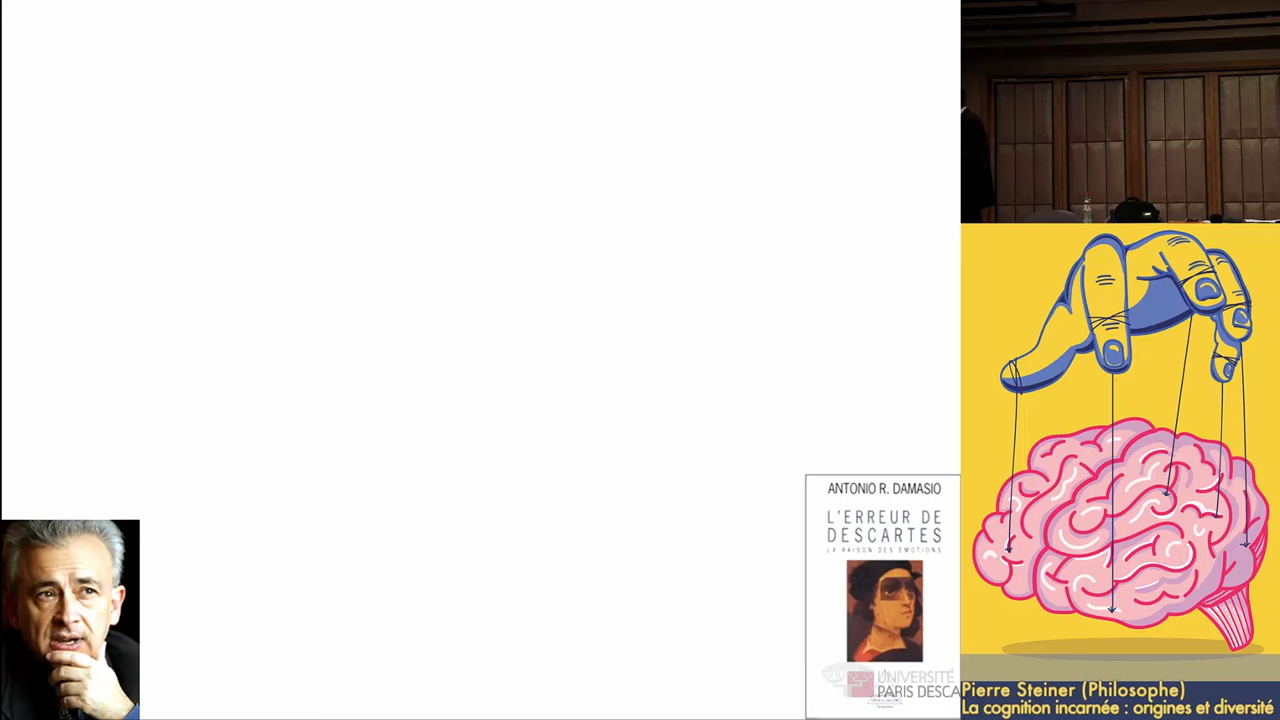 ANTONIO R. DAMASIO
L'ERREUR DE
DESCARTES
LA RAISON DES EMOTIONS
UNIVERSITÉ
PARIS DESCA
Pierre Steiner (Philosophe)
La cognition incarnée : origines et diversité